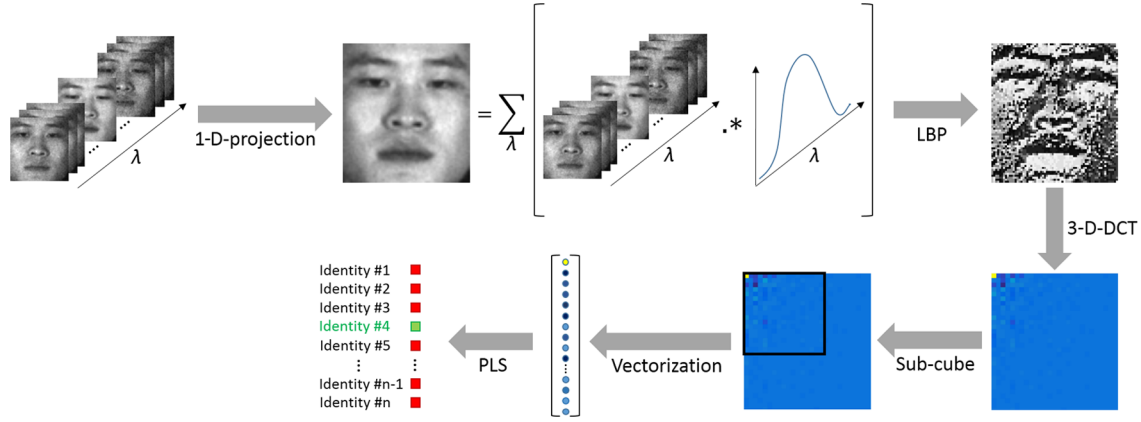 λ
1-D-projection
= ∑
λ
λ
.*
λ
LBP
3-D-DCT
Sub-cube
Vectorization
PLS
Identity #1
Identity #2
Identity #3
Identity #4
Identity #5
Identity #n-1
Identity #n